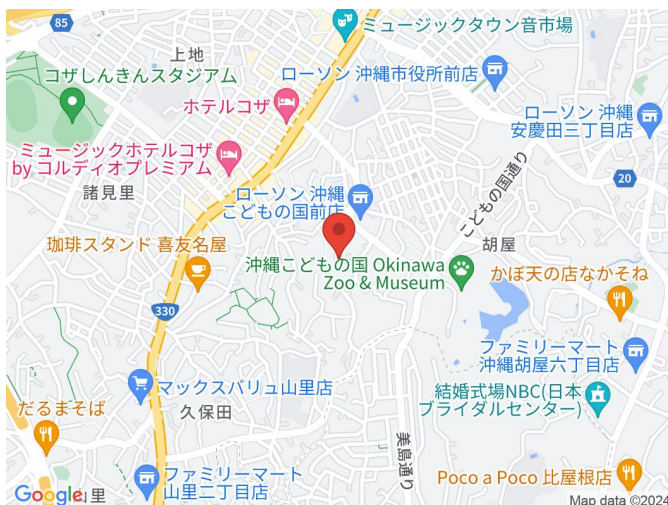 85
ミュージックタウン音市場
上地
コザしんきんスタジアム
ローソン 沖縄
市役所前店
ホテルコザ
ローソン 沖縄
安慶田三丁目店
ミュージックホテルコザ
by コルディオプレミアム
こどもの国通り
20
諸見里
ローソン 沖縄
こどもの国前店
胡屋
珈琲スタンド 喜友名屋
沖縄こどもの国 Okinawa
Zoo & Museum
かぼ天の店なかそね
330
ファミリーマート
沖縄胡屋六丁目店
マックスバリュ山里店
結婚式場NBC(日本
ブライダルセンター)
久保田
だるまそば
美島通り
ファミリーマート
山里二丁目店
Poco a Poco 比屋根店
Google
山里
Map data ©2024